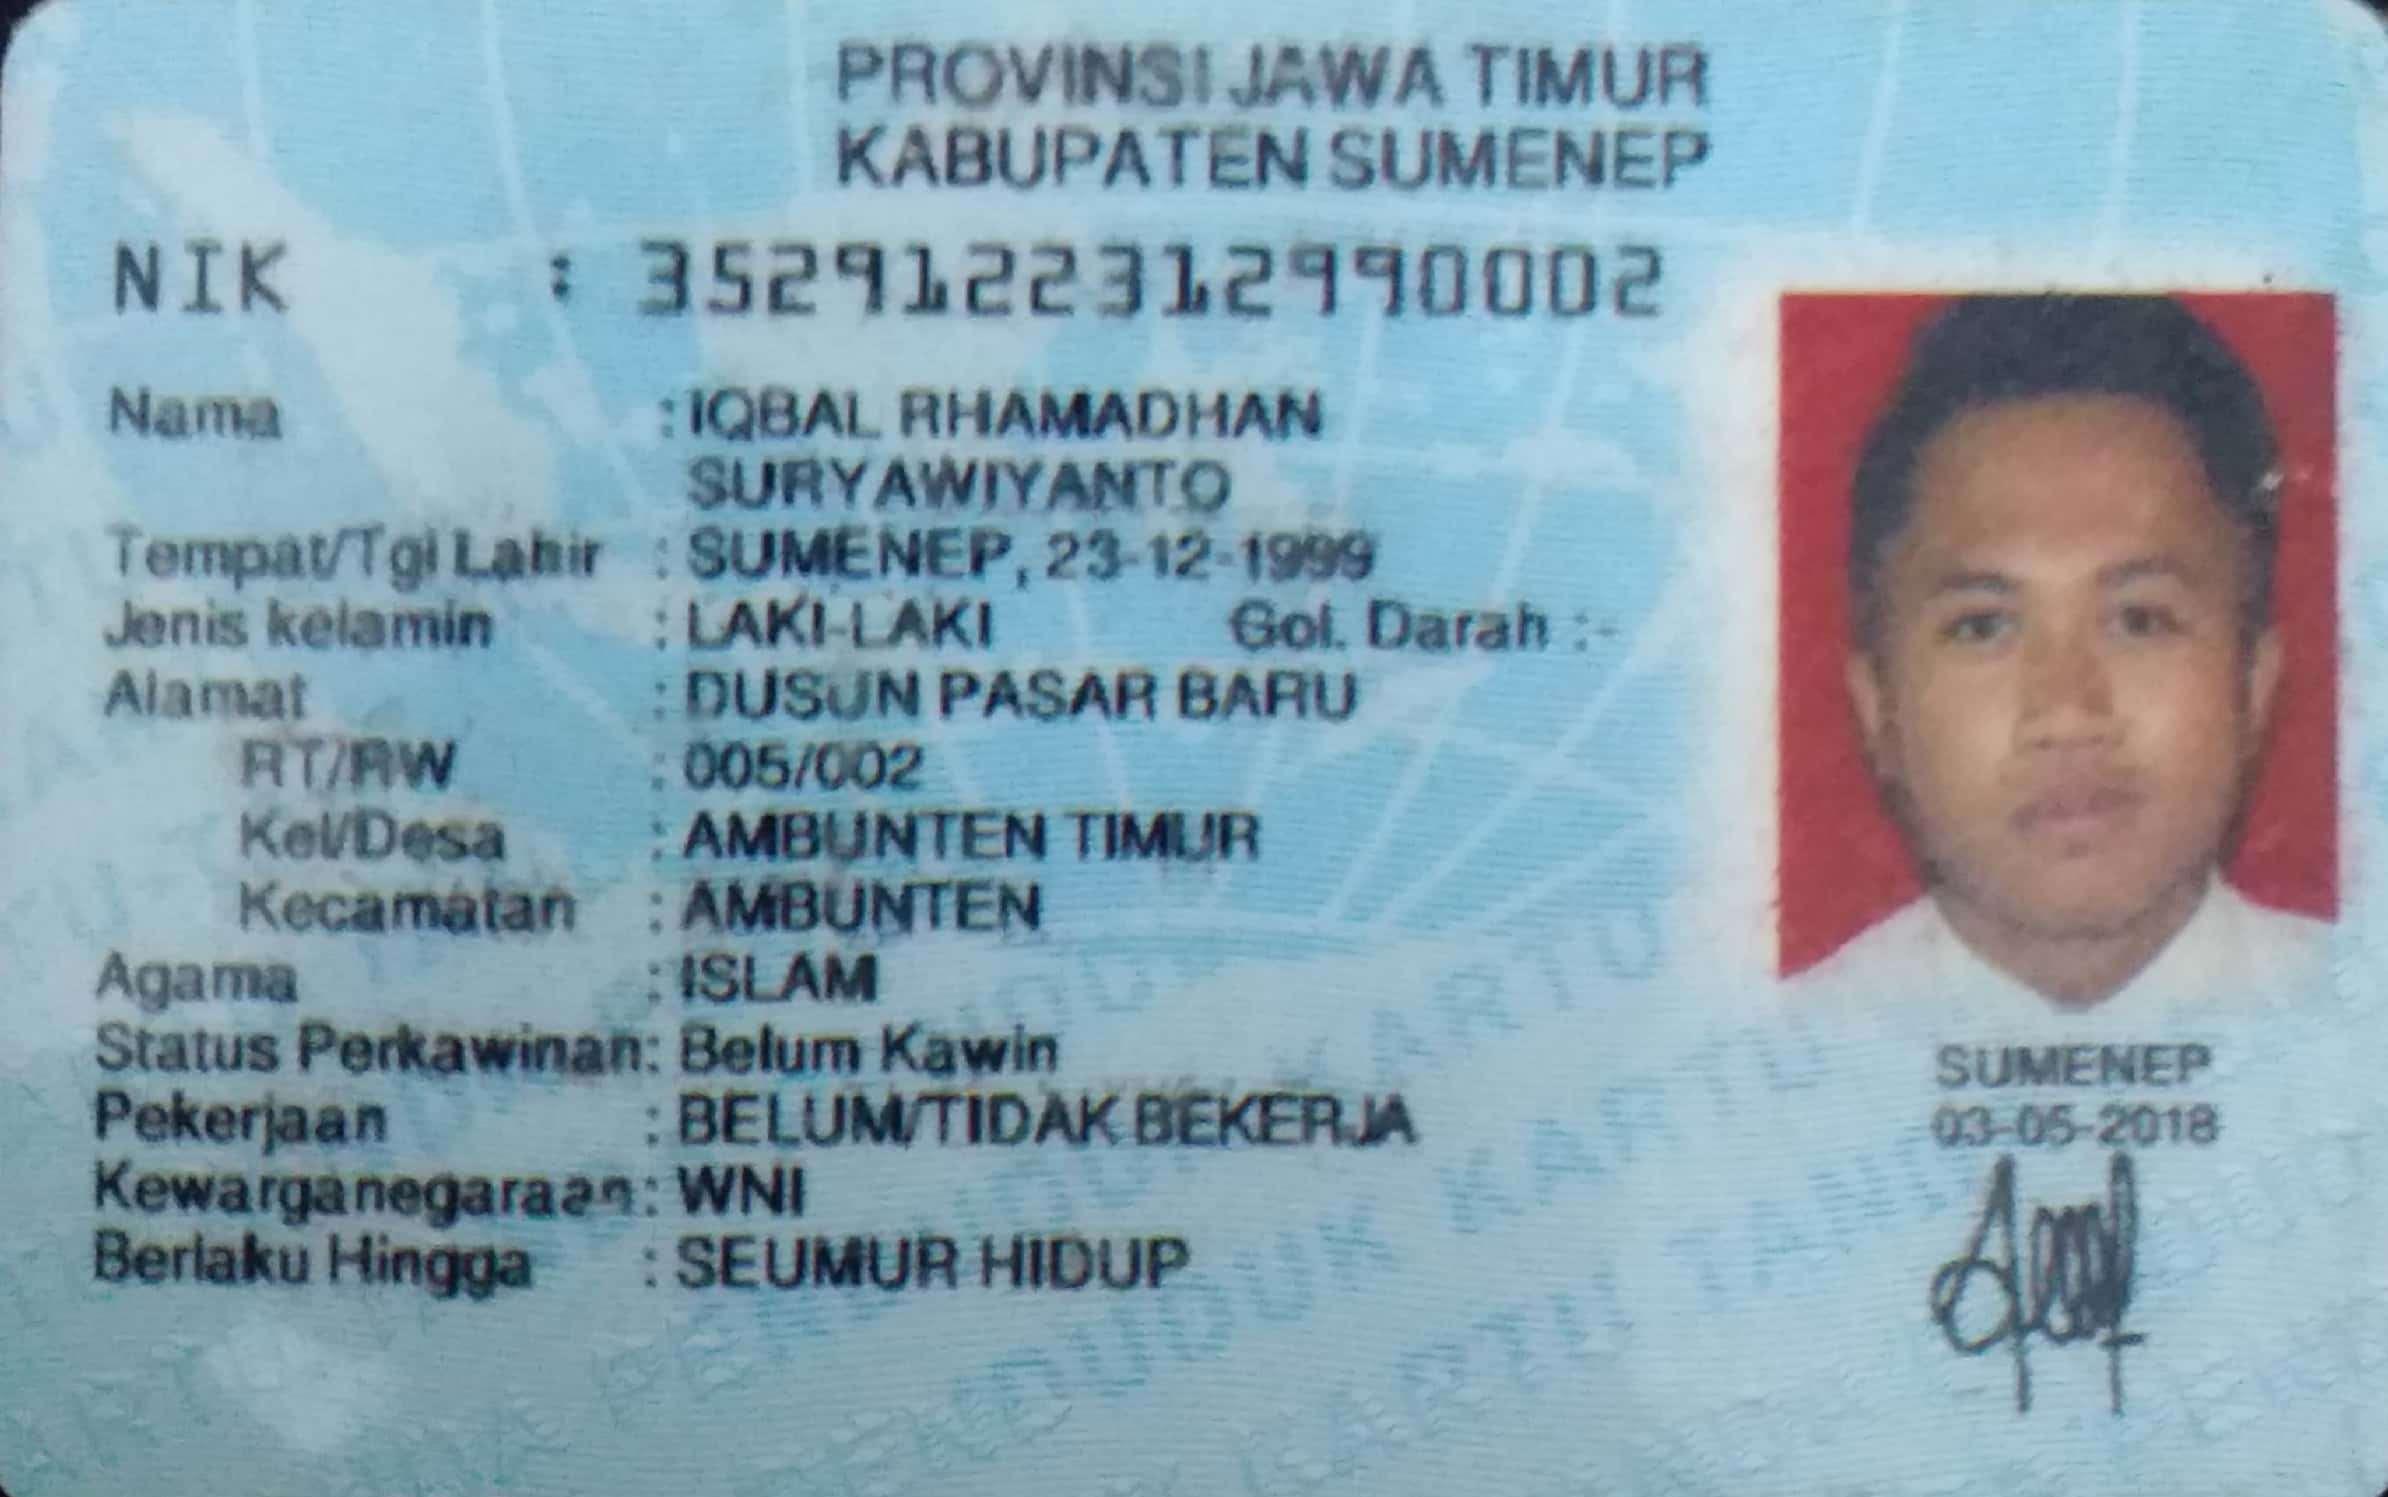 PROVINSI JAWA TIMUR
KABUPATEN SUMENEP
NIK : 3529122312990002
Nama : IQBAL RHAMADHAN
SURYAWIYANTO
Tempat/Tgl Lahir : SUMENEP, 23-12-1999
Jenis kelamin : LAKI-LAKI Gol. Darah :-
Alamat : DUSUN PASAR BARU
RT/RW : 005/002
Kel/Desa : AMBUNTEN TIMUR
Kecamatan : AMBUNTEN
Agama : ISLAM
Status Perkawinan: Belum Kawin
Pekerjaan : BELUM/TIDAK BEKERJA
Kewarganegaraan: WNI
Berlaku Hingga : SEUMUR HIDUP
SUMENEP
03-05-2018